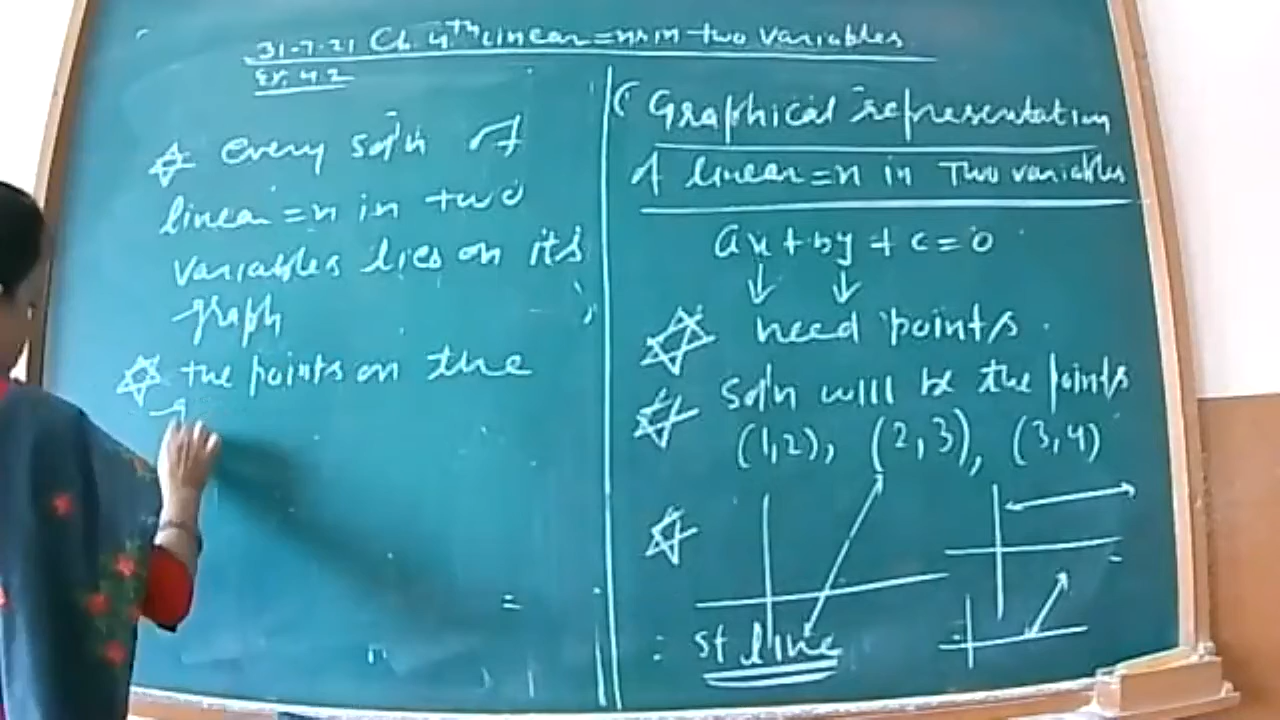 31-7-21 Ch. 4th Linear =ns in two variables
Ex. 4.2
every soln of
linear =n in two
variables lies on its
graph
the points on the
(Graphical representation
of linear =n in Two variables
ax + by + c = 0
need points.
soln will be the points
(1,2), (2,3), (3,4)
st line